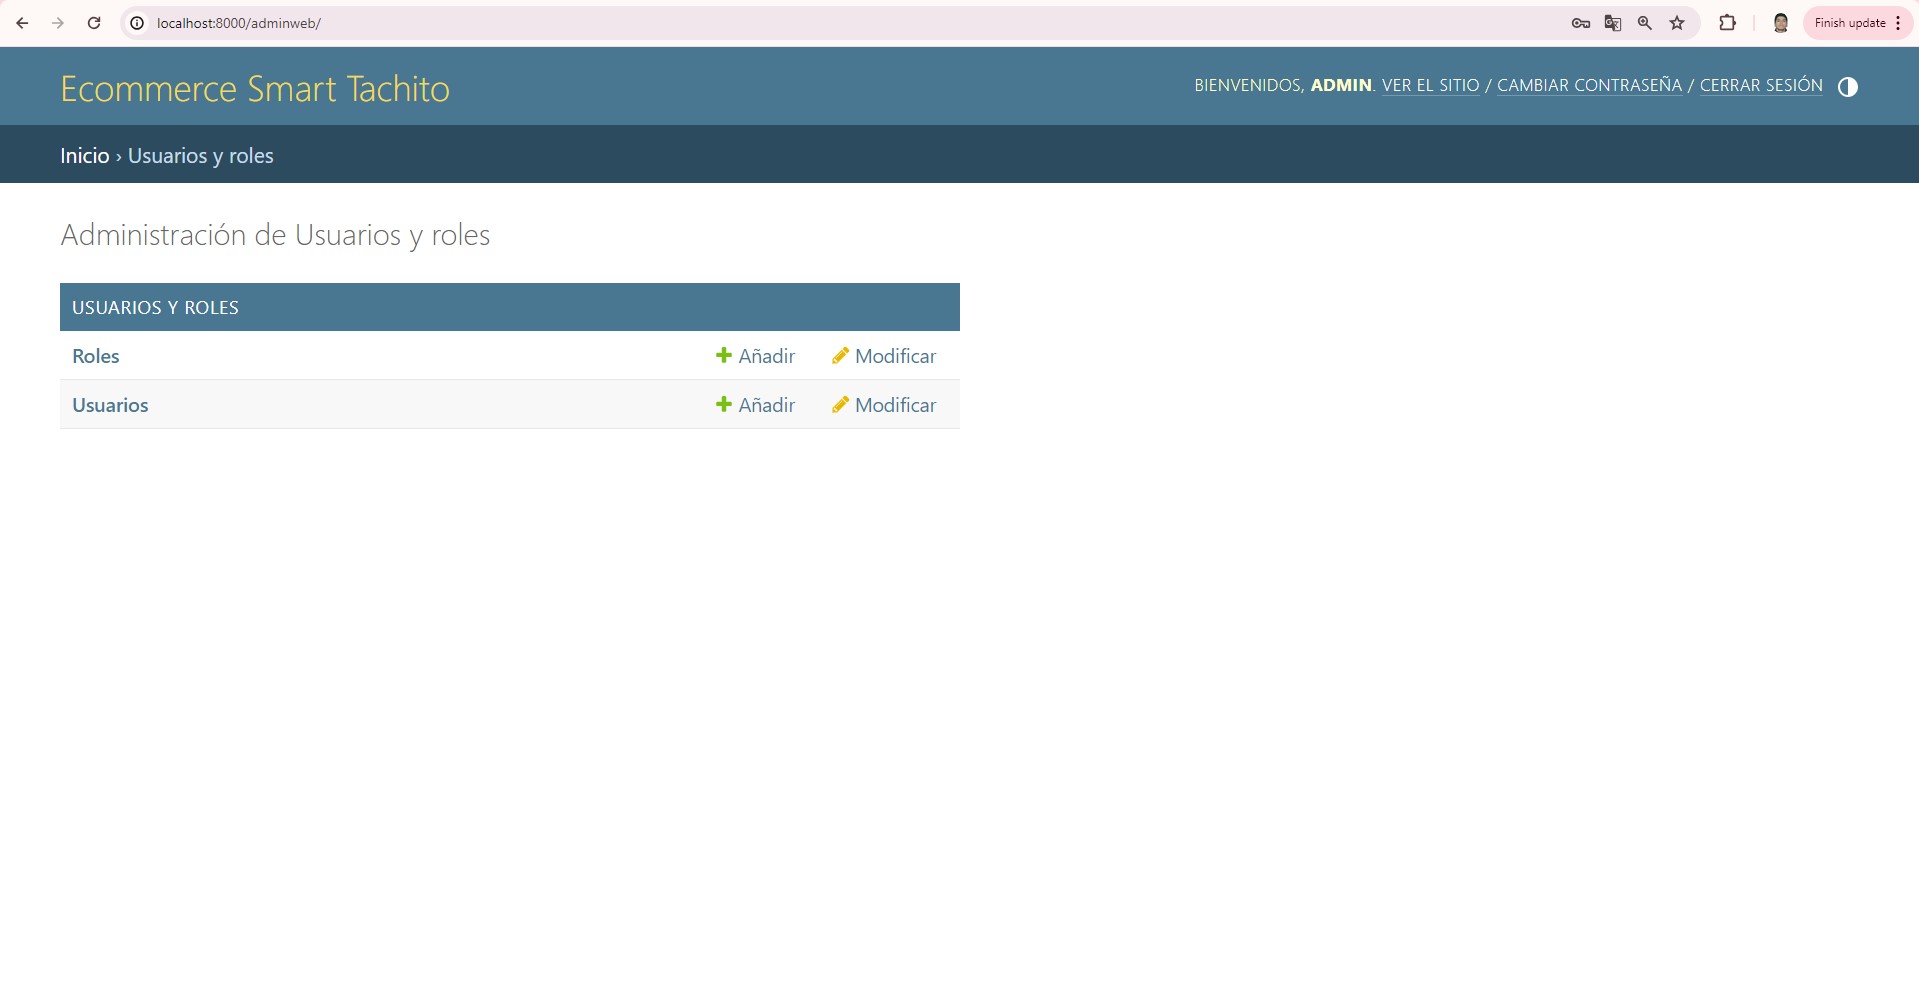 localhost:8000/adminweb/
Finish update
Ecommerce Smart Tachito
BIENVENIDOS, ADMIN. VER EL SITIO / CAMBIAR CONTRASEÑA / CERRAR SESIÓN
Inicio › Usuarios y roles
Administración de Usuarios y roles
USUARIOS Y ROLES
Roles Añadir Modificar
Usuarios Añadir Modificar